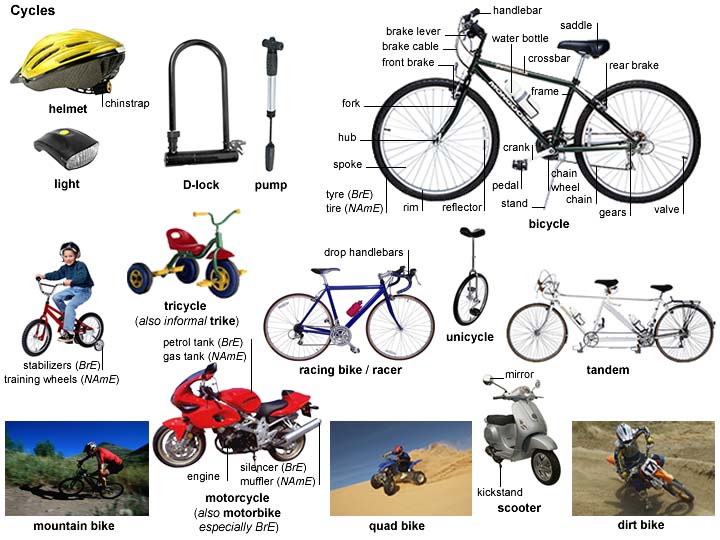 Cycles
helmet
chinstrap
light
D-lock
pump
handlebar
brake lever
brake cable
front brake
water bottle
saddle
crossbar
rear brake
frame
fork
hub
spoke
tyre (BrE)
tire (NAmE)
rim
reflector
crank
pedal
stand
chain
wheel
chain
gears
valve
MONGOOSE
bicycle
stabilizers (BrE)
training wheels (NAmE)
tricycle
(also informal trike)
drop handlebars
racing bike / racer
unicycle
tandem
petrol tank (BrE)
gas tank (NAmE)
engine
silencer (BrE)
muffler (NAmE)
motorcycle
(also motorbike
especially BrE)
mirror
kickstand
scooter
mountain bike
quad bike
dirt bike